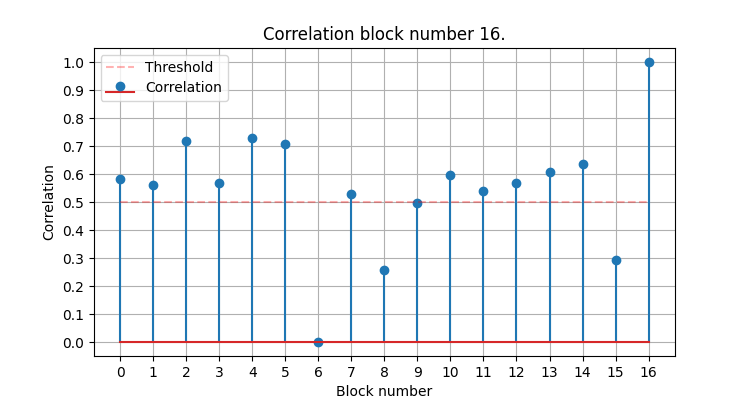 Correlation block number 16.
Threshold
Correlation
1.0
0.9
0.8
0.7
0.6
0.5
0.4
0.3
0.2
0.1
0.0
Correlation
0 1 2 3 4 5 6 7 8 9 10 11 12 13 14 15 16
Block number